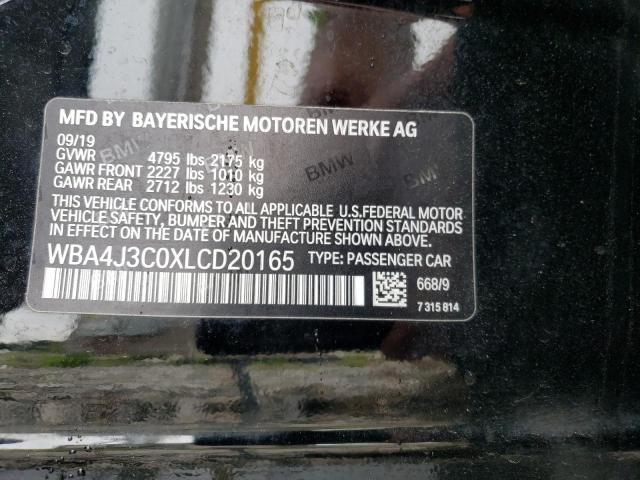 MFD BY BAYERISCHE MOTOREN WERKE AG
09/19
GVWR 4795 lbs 2175 kg
GAWR FRONT 2227 lbs 1010 kg
GAWR REAR 2712 lbs 1230 kg
THIS VEHICLE CONFORMS TO ALL APPLICABLE U.S.FEDERAL MOTOR
VEHICLE SAFETY, BUMPER AND THEFT PREVENTION STANDARDS
IN EFFECT ON THE DATE OF MANUFACTURE SHOWN ABOVE.
WBA4J3C0XLCD20165 TYPE: PASSENGER CAR
668/9
7 315 814
BMW
BMW
BM